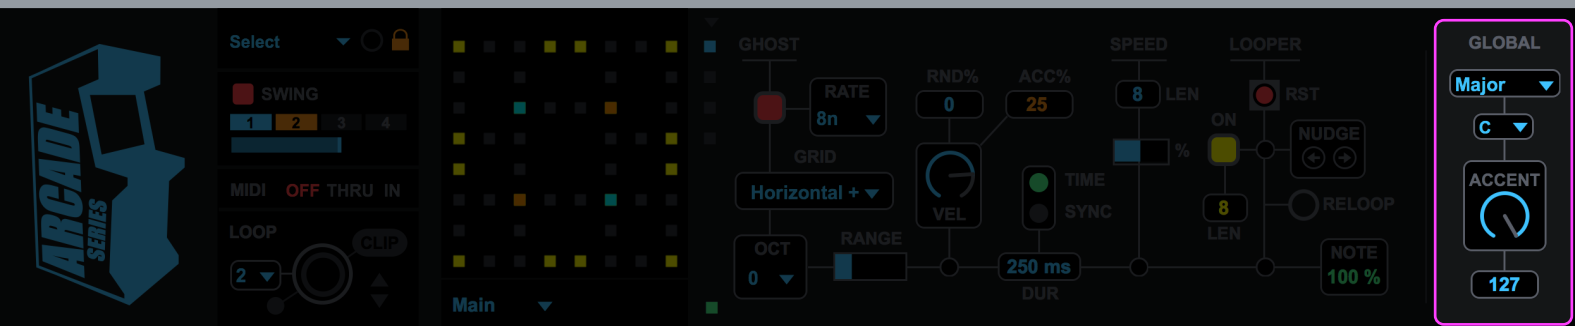 ARCADE
SERIES
Select
SWING
1 2 3 4
MIDI OFF THRU IN
LOOP
CLIP
2
Main
GHOST
RATE
8n
GRID
Horizontal +
OCT
0
RANGE
RND%
0
ACC%
25
VEL
TIME
SYNC
250 ms
DUR
SPEED
8 LEN
%
LOOPER
RST
ON
NUDGE
8
LEN
RELOOP
NOTE
100 %
GLOBAL
Major
C
ACCENT
127